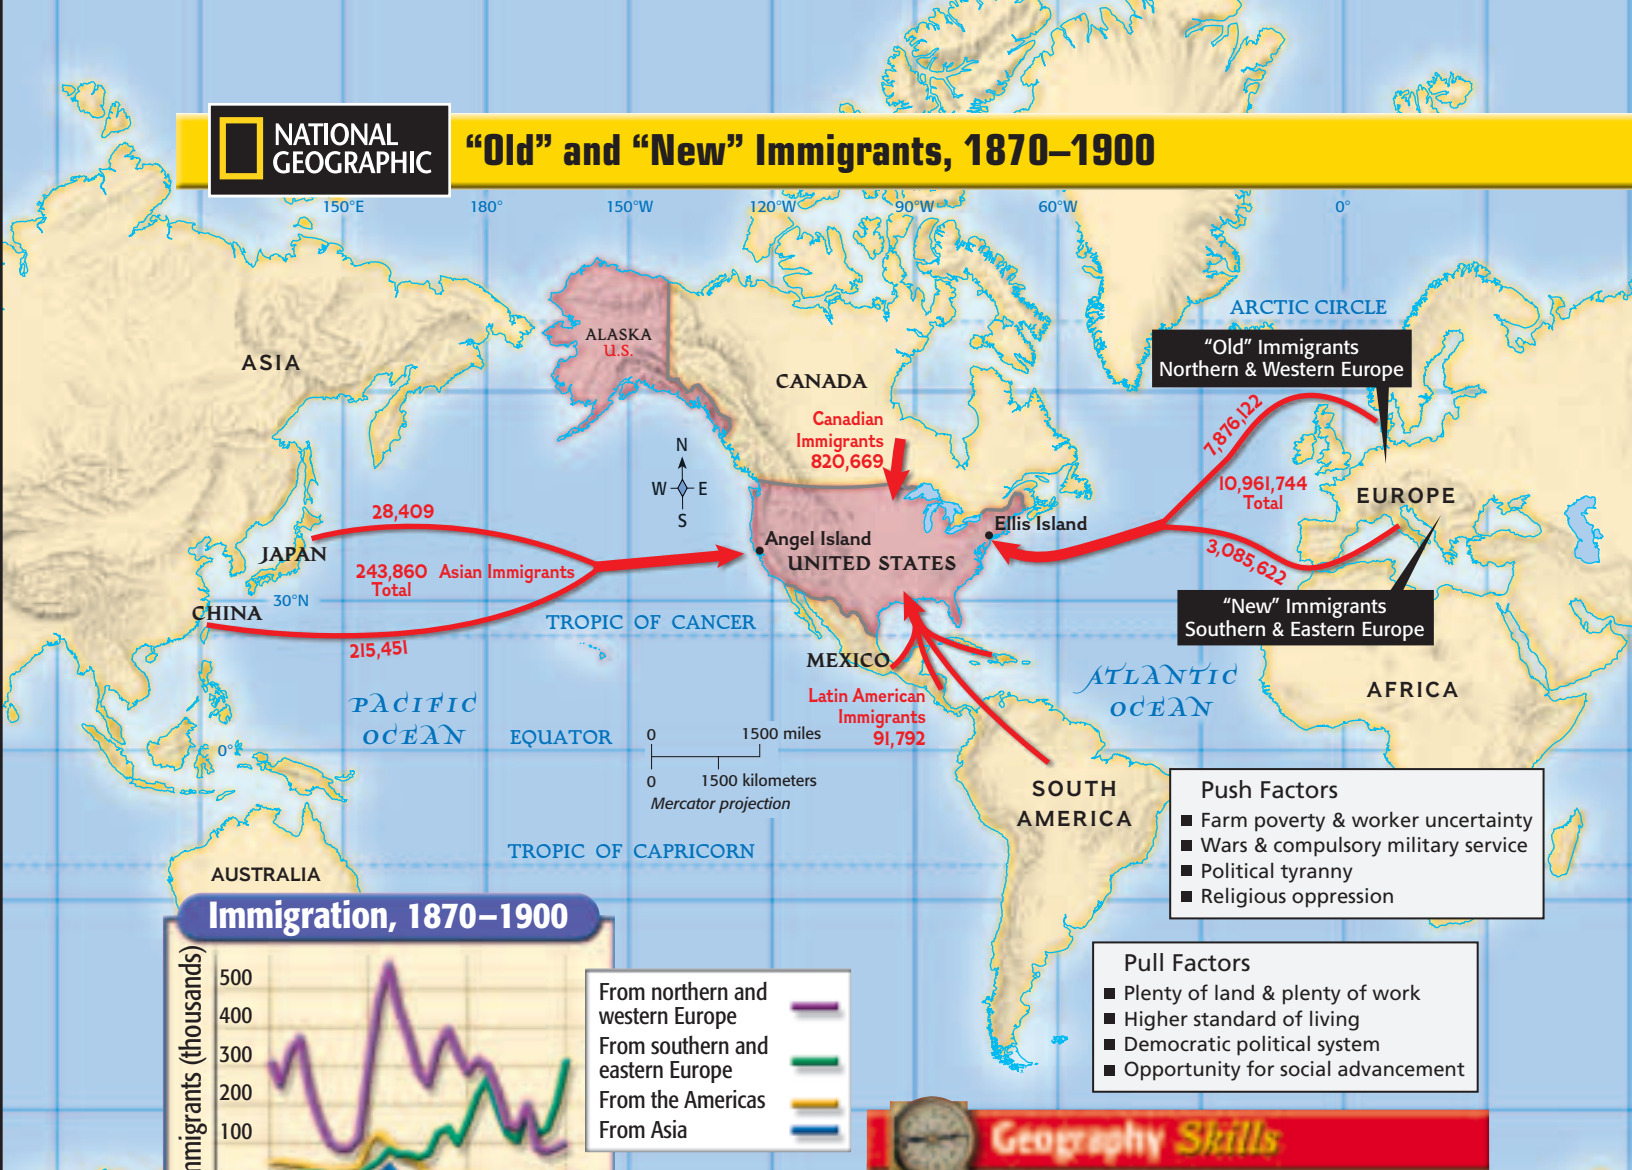 NATIONAL
GEOGRAPHIC
“Old” and “New” Immigrants, 1870–1900
150°E
180°
150°W
120°W
90°W
60°W
0°
ARCTIC CIRCLE
ALASKA
U.S.
ASIA
CANADA
“Old” Immigrants
Northern & Western Europe
Canadian
Immigrants
820,669
7,876,122
N
W E
S
10,961,744
Total
EUROPE
28,409
JAPAN
Angel Island
Ellis Island
UNITED STATES
3,085,622
243,860 Asian Immigrants
Total
30°N
CHINA
215,451
TROPIC OF CANCER
“New” Immigrants
Southern & Eastern Europe
MEXICO
Latin American
Immigrants
91,792
ATLANTIC
OCEAN
AFRICA
PACIFIC
OCEAN
EQUATOR
0°
0 1500 miles
0 1500 kilometers
Mercator projection
SOUTH
AMERICA
TROPIC OF CAPRICORN
AUSTRALIA
Push Factors
Farm poverty & worker uncertainty
Wars & compulsory military service
Political tyranny
Religious oppression
Pull Factors
Plenty of land & plenty of work
Higher standard of living
Democratic political system
Opportunity for social advancement
Immigration, 1870–1900
mmigrants (thousands)
500
400
300
200
100
From northern and
western Europe
From southern and
eastern Europe
From the Americas
From Asia
Geography Skills